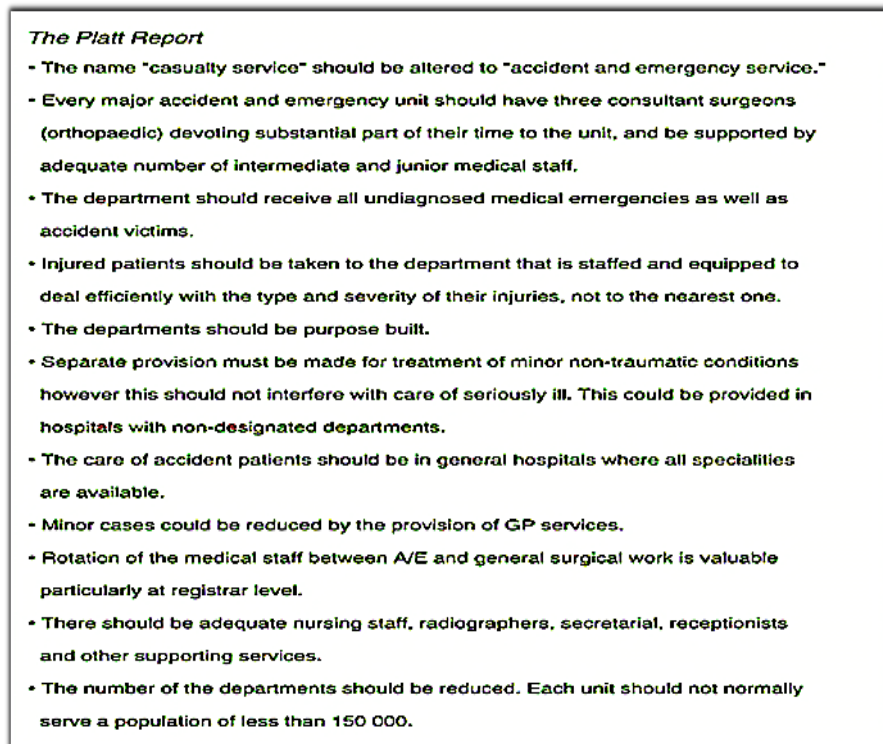 The Platt Report
- The name "casualty service" should be altered to "accident and emergency service."
- Every major accident and emergency unit should have three consultant surgeons
(orthopaedic) devoting substantial part of their time to the unit, and be supported by
adequate number of intermediate and junior medical staff.
• The department should receive all undiagnosed medical emergencies as well as
accident victims.
• Injured patients should be taken to the department that is staffed and equipped to
deal efficiently with the type and severity of their injuries, not to the nearest one.
• The departments should be purpose built.
• Separate provision must be made for treatment of minor non-traumatic conditions
however this should not interfere with care of seriously ill. This could be provided in
hospitals with non-designated departments.
- The care of accident patients should be in general hospitals where all specialities
are available.
- Minor cases could be reduced by the provision of GP services.
• Rotation of the medical staff between A/E and general surgical work is valuable
particularly at registrar level.
• There should be adequate nursing staff, radiographers, secretarial, receptionists
and other supporting services.
• The number of the departments should be reduced. Each unit should not normally
serve a population of less than 150 000.